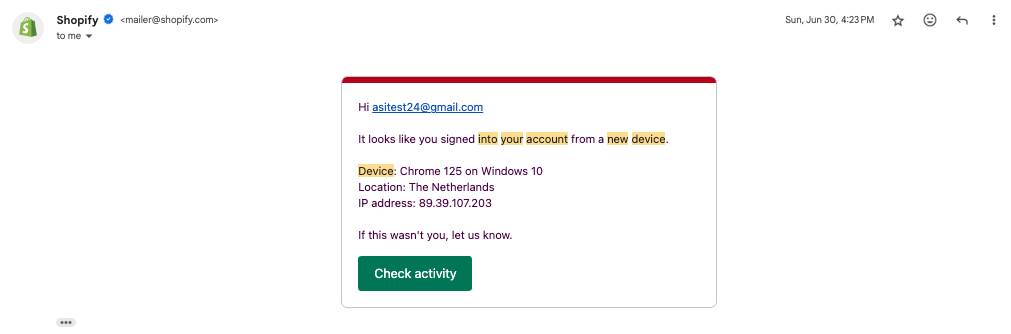 Shopify <mailer@shopify.com> Sun, Jun 30, 4:23 PM
to me
Hi asitest24@gmail.com
It looks like you signed into your account from a new device.
Device: Chrome 125 on Windows 10
Location: The Netherlands
IP address: 89.39.107.203
If this wasn't you, let us know.
Check activity